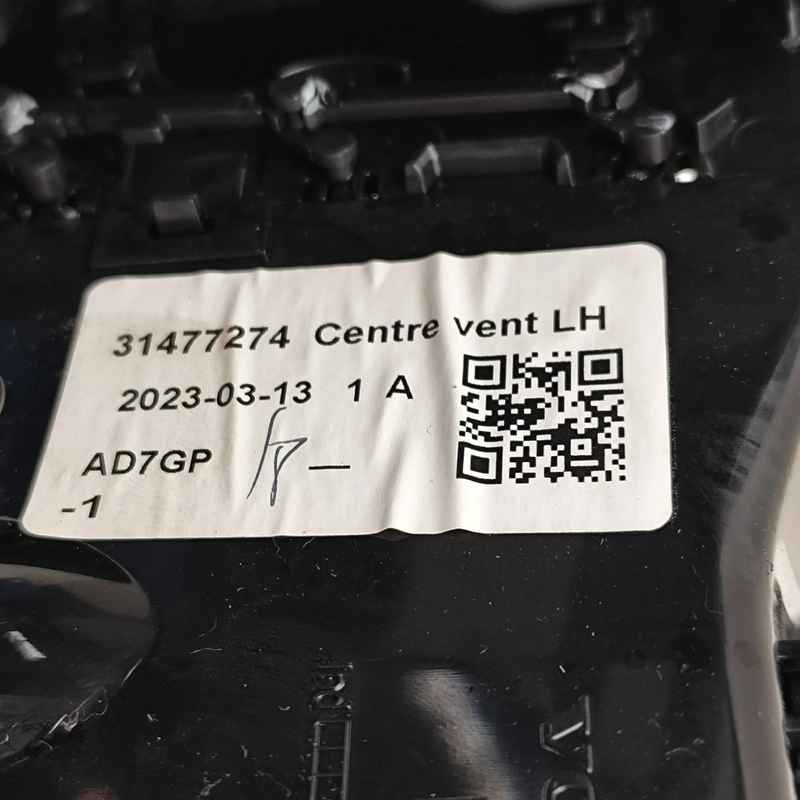 31477274 Centre vent LH
2023-03-13 1 A
AD7GP —
-1